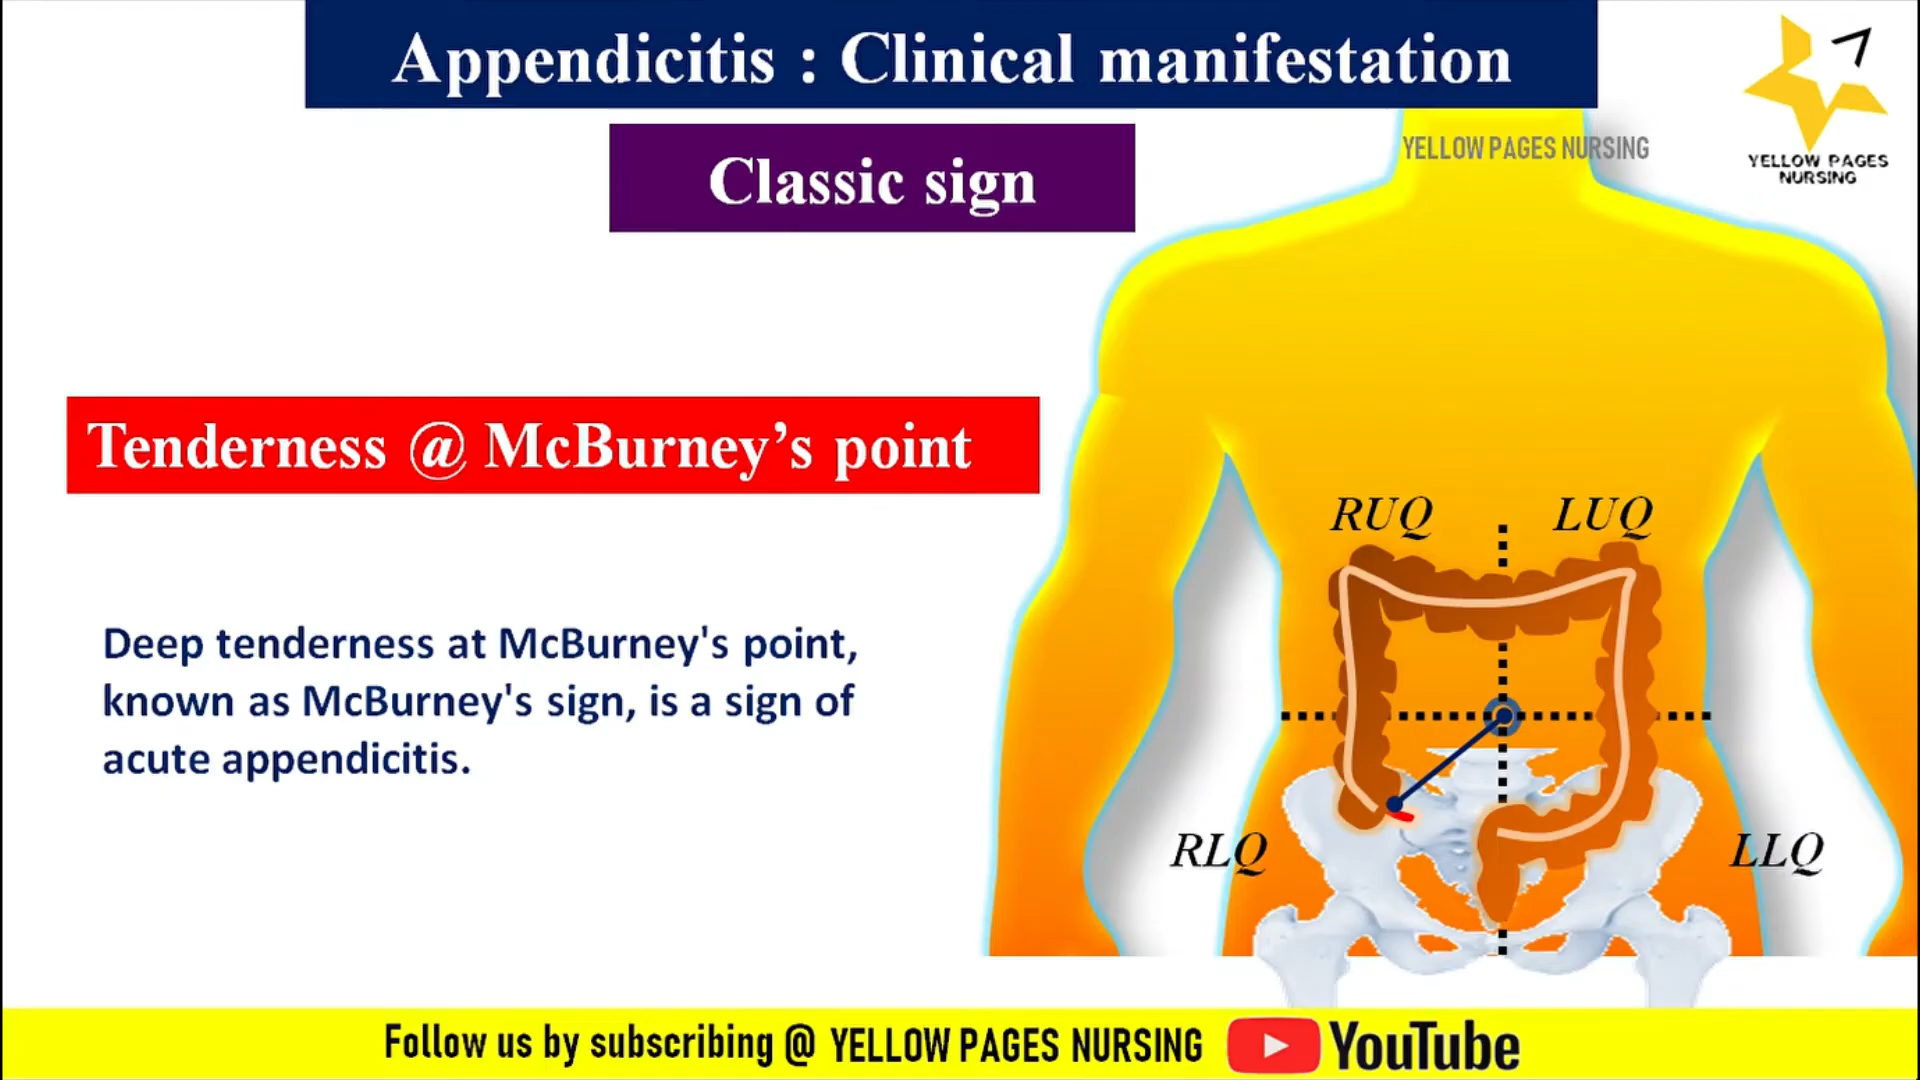 Appendicitis : Clinical manifestation
YELLOW PAGES NURSING
YELLOW PAGES
NURSING
Classic sign
Tenderness @ McBurney’s point
Deep tenderness at McBurney's point,
known as McBurney's sign, is a sign of
acute appendicitis.
RUQ
LUQ
RLQ
LLQ
Follow us by subscribing @ YELLOW PAGES NURSING YouTube